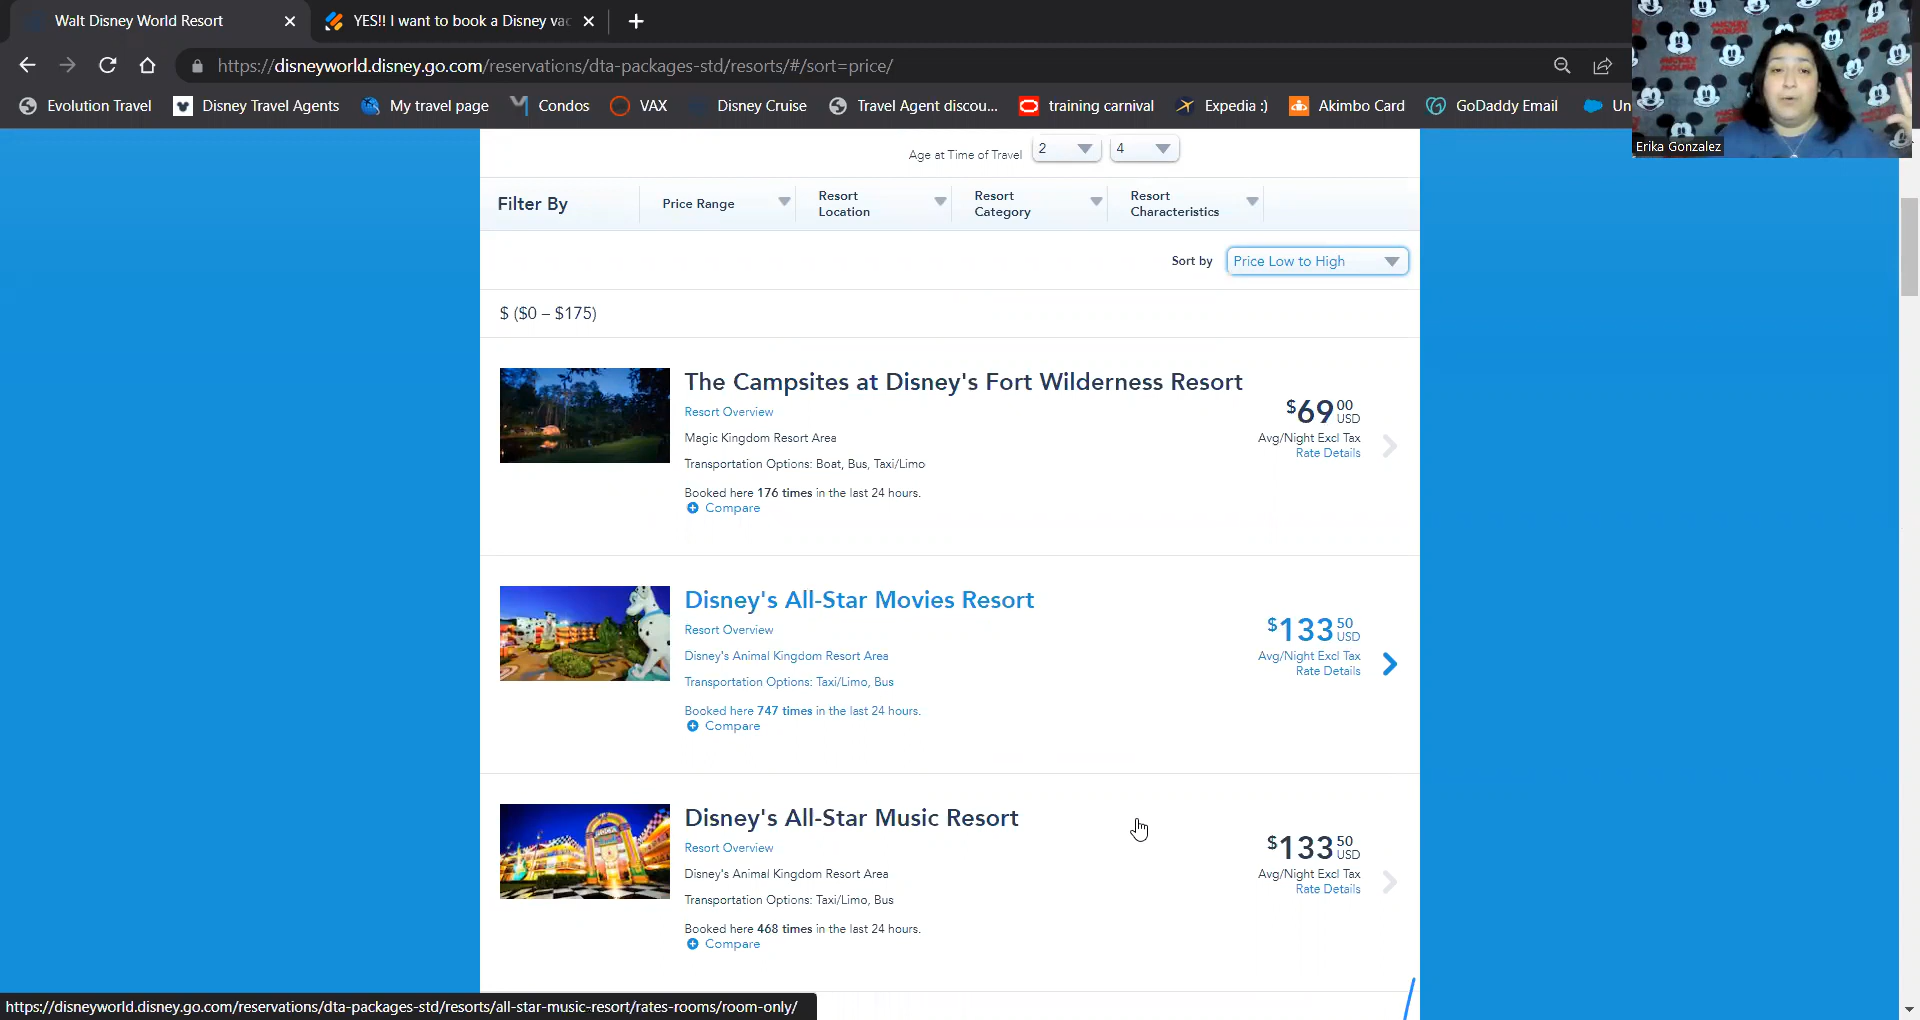 Walt Disney World Resort
YES!! I want to book a Disney vac
https://disneyworld.disney.go.com/reservations/dta-packages-std/resorts/#/sort=price/
Evolution Travel
Disney Travel Agents
My travel page
Condos
VAX
Disney Cruise
Travel Agent discou...
training carnival
Expedia :)
Akimbo Card
GoDaddy Email
Un
Erika Gonzalez
Age at Time of Travel
2
4
Filter By
Price Range
Resort
Location
Resort
Category
Resort
Characteristics
Sort by
Price Low to High
$ ($0 – $175)
The Campsites at Disney's Fort Wilderness Resort
Resort Overview
Magic Kingdom Resort Area
Transportation Options: Boat, Bus, Taxi/Limo
Booked here 176 times in the last 24 hours.
Compare
$69 00 USD
Avg/Night Excl Tax
Rate Details
Disney's All-Star Movies Resort
Resort Overview
Disney's Animal Kingdom Resort Area
Transportation Options: Taxi/Limo, Bus
Booked here 747 times in the last 24 hours.
Compare
$133 50 USD
Avg/Night Excl Tax
Rate Details
Disney's All-Star Music Resort
Resort Overview
Disney's Animal Kingdom Resort Area
Transportation Options: Taxi/Limo, Bus
Booked here 468 times in the last 24 hours.
Compare
$133 50 USD
Avg/Night Excl Tax
Rate Details
https://disneyworld.disney.go.com/reservations/dta-packages-std/resorts/all-star-music-resort/rates-rooms/room-only/